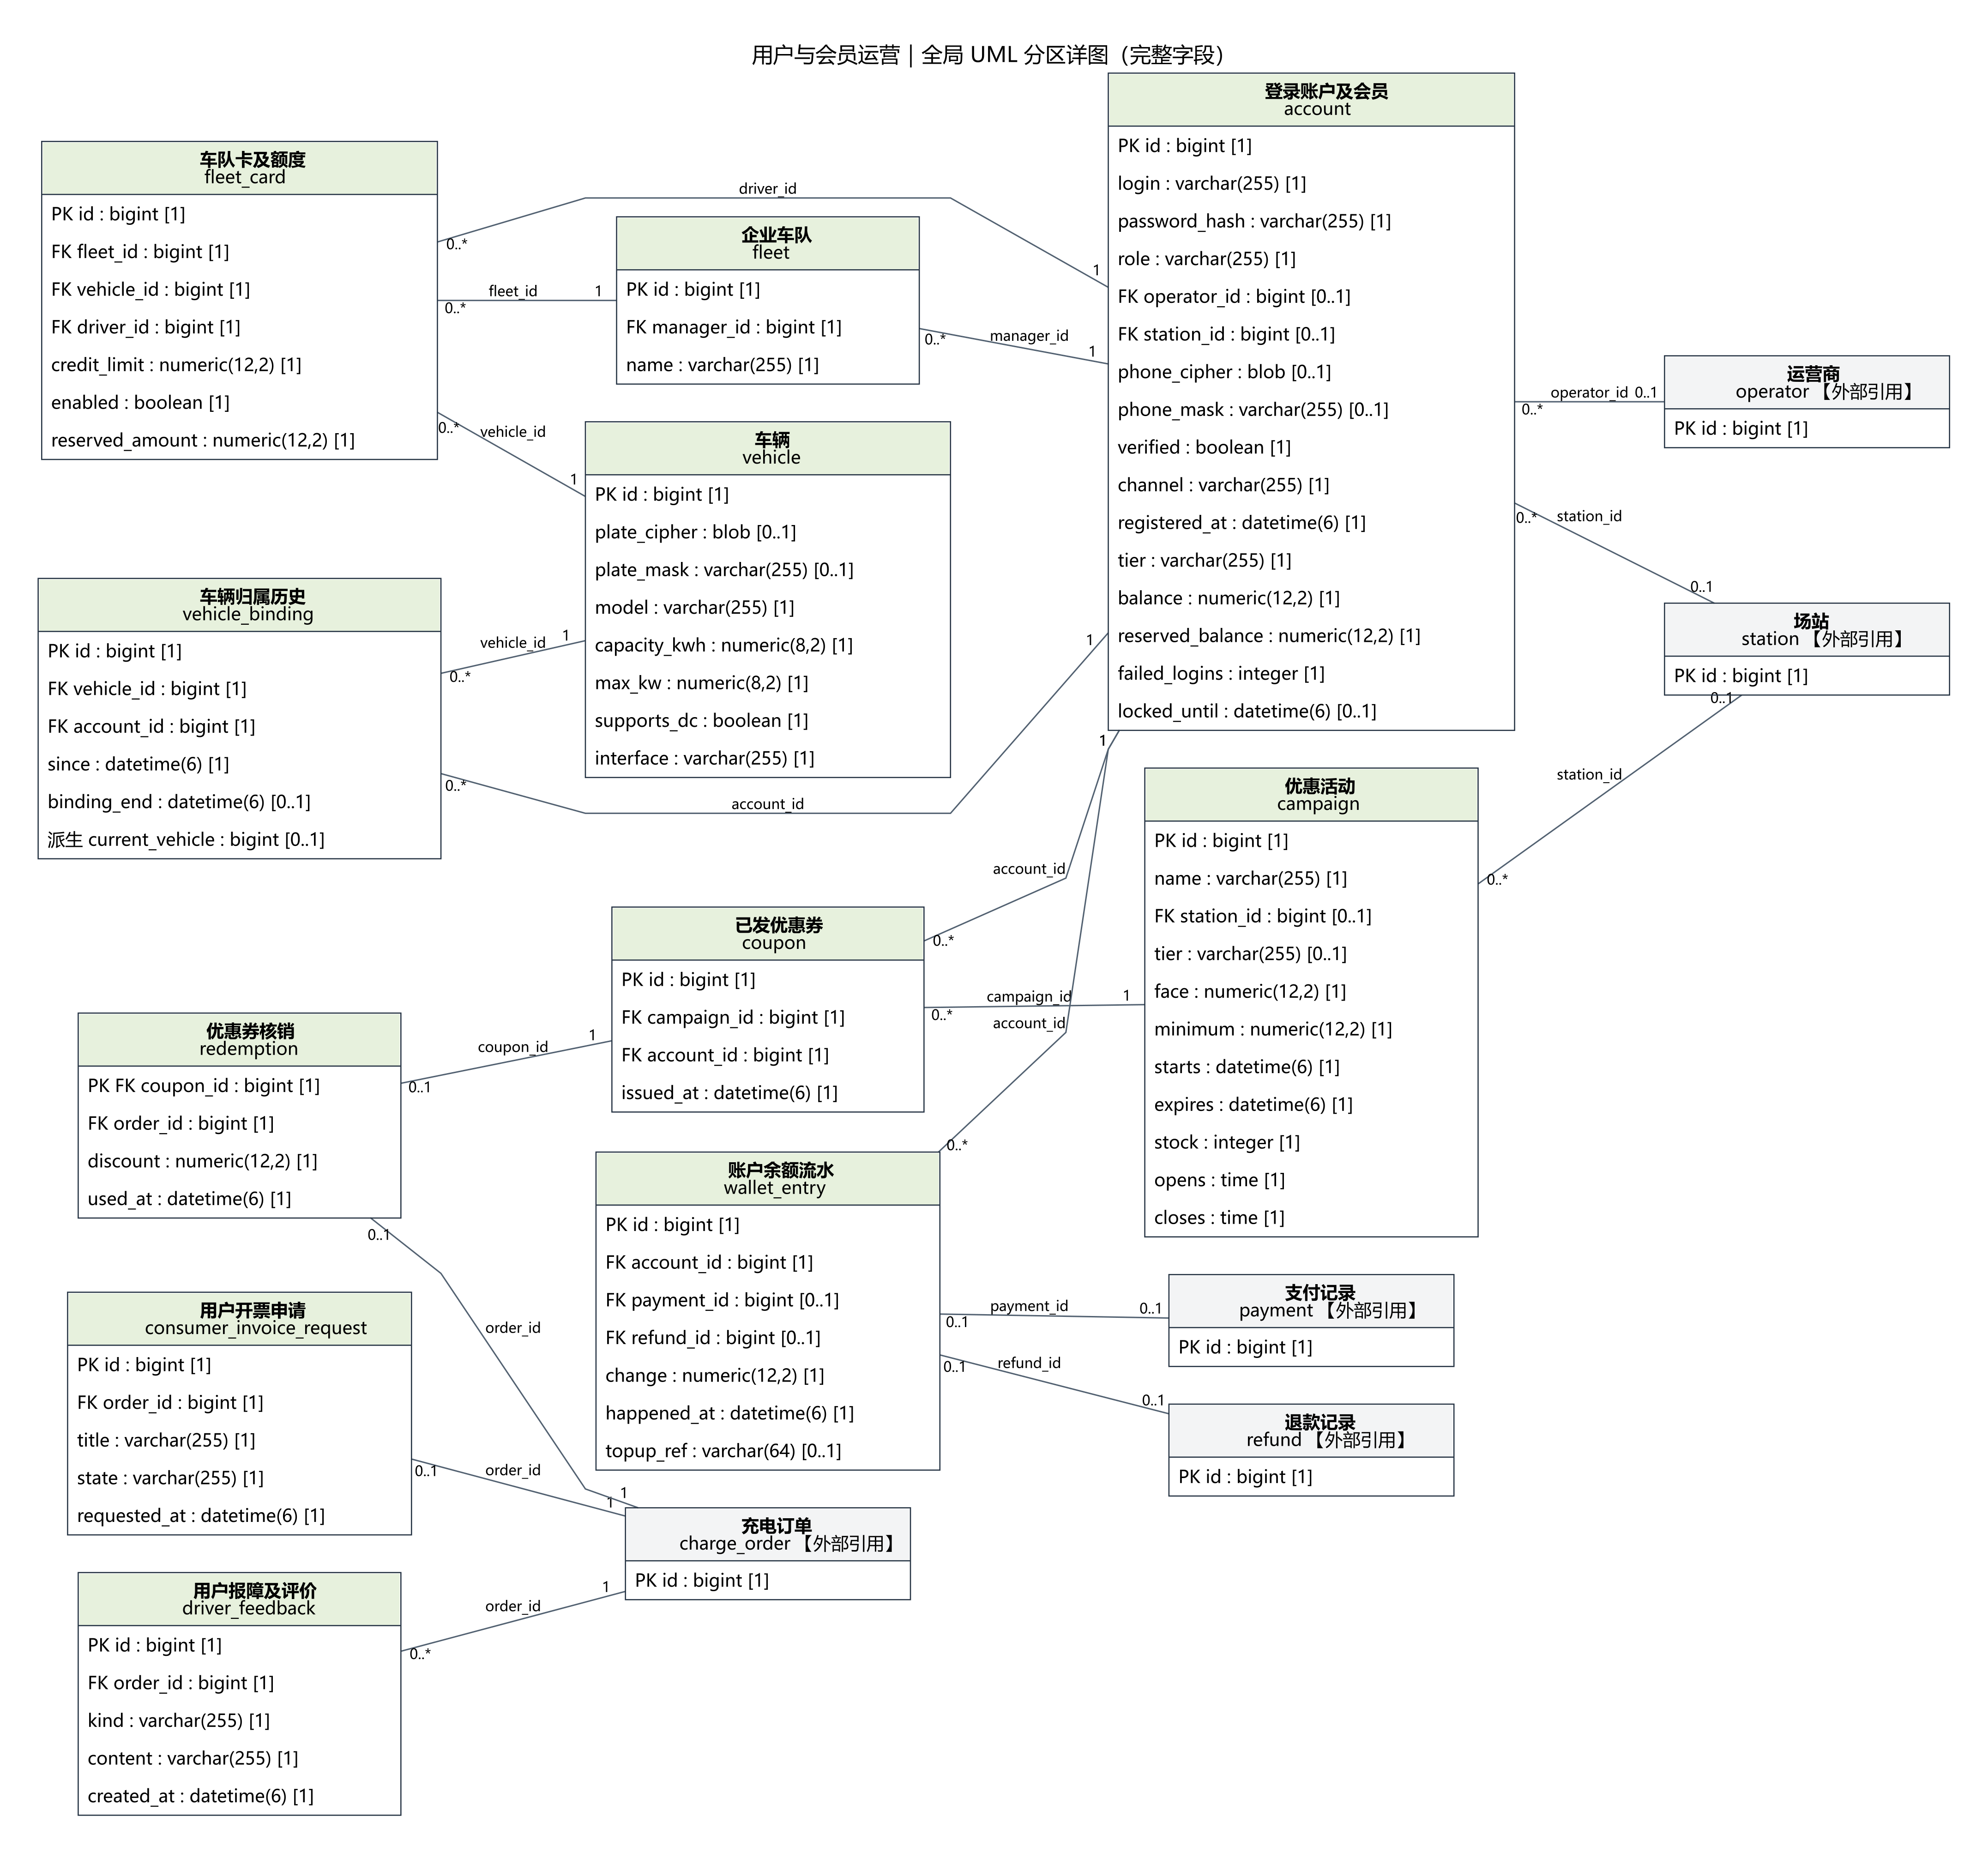 用户与会员运营 | 全局 UML 分区详图（完整字段）
登录账户及会员
account
PK id : bigint [1]
login : varchar(255) [1]
password_hash : varchar(255) [1]
role : varchar(255) [1]
FK operator_id : bigint [0..1]
FK station_id : bigint [0..1]
phone_cipher : blob [0..1]
phone_mask : varchar(255) [0..1]
verified : boolean [1]
channel : varchar(255) [1]
registered_at : datetime(6) [1]
tier : varchar(255) [1]
balance : numeric(12,2) [1]
reserved_balance : numeric(12,2) [1]
failed_logins : integer [1]
locked_until : datetime(6) [0..1]
车队卡及额度
fleet_card
PK id : bigint [1]
FK fleet_id : bigint [1]
FK vehicle_id : bigint [1]
FK driver_id : bigint [1]
credit_limit : numeric(12,2) [1]
enabled : boolean [1]
reserved_amount : numeric(12,2) [1]
driver_id
0..*
1
企业车队
fleet
PK id : bigint [1]
FK manager_id : bigint [1]
name : varchar(255) [1]
fleet_id
0..*
1
manager_id
0..*
1
vehicle_id
0..*
1
车辆
vehicle
PK id : bigint [1]
plate_cipher : blob [0..1]
plate_mask : varchar(255) [0..1]
model : varchar(255) [1]
capacity_kwh : numeric(8,2) [1]
max_kw : numeric(8,2) [1]
supports_dc : boolean [1]
interface : varchar(255) [1]
运营商
operator【外部引用】
PK id : bigint [1]
operator_id
0..*
0..1
station_id
0..*
0..1
场站
station【外部引用】
PK id : bigint [1]
0..1
station_id
0..*
车辆归属历史
vehicle_binding
PK id : bigint [1]
FK vehicle_id : bigint [1]
FK account_id : bigint [1]
since : datetime(6) [1]
binding_end : datetime(6) [0..1]
派生 current_vehicle : bigint [0..1]
vehicle_id
0..*
1
account_id
0..*
1
优惠活动
campaign
PK id : bigint [1]
name : varchar(255) [1]
FK station_id : bigint [0..1]
tier : varchar(255) [0..1]
face : numeric(12,2) [1]
minimum : numeric(12,2) [1]
starts : datetime(6) [1]
expires : datetime(6) [1]
stock : integer [1]
opens : time [1]
closes : time [1]
1
account_id
0..*
已发优惠券
coupon
PK id : bigint [1]
FK campaign_id : bigint [1]
FK account_id : bigint [1]
issued_at : datetime(6) [1]
campaign_id
0..*
1
account_id
0..*
优惠券核销
redemption
PK FK coupon_id : bigint [1]
FK order_id : bigint [1]
discount : numeric(12,2) [1]
used_at : datetime(6) [1]
coupon_id
0..1
1
账户余额流水
wallet_entry
PK id : bigint [1]
FK account_id : bigint [1]
FK payment_id : bigint [0..1]
FK refund_id : bigint [0..1]
change : numeric(12,2) [1]
happened_at : datetime(6) [1]
topup_ref : varchar(64) [0..1]
支付记录
payment【外部引用】
PK id : bigint [1]
payment_id
0..1
0..1
refund_id
0..1
0..1
退款记录
refund【外部引用】
PK id : bigint [1]
0..1
order_id
1
用户开票申请
consumer_invoice_request
PK id : bigint [1]
FK order_id : bigint [1]
title : varchar(255) [1]
state : varchar(255) [1]
requested_at : datetime(6) [1]
order_id
0..1
1
充电订单
charge_order【外部引用】
PK id : bigint [1]
用户报障及评价
driver_feedback
PK id : bigint [1]
FK order_id : bigint [1]
kind : varchar(255) [1]
content : varchar(255) [1]
created_at : datetime(6) [1]
order_id
0..*
1